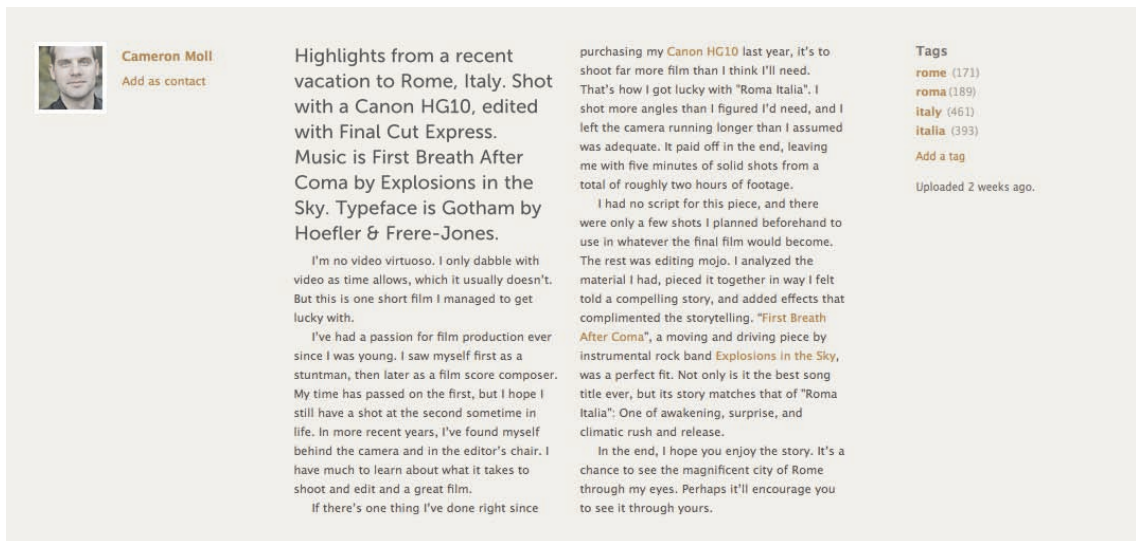 Cameron Moll
Add as contact
Highlights from a recent
vacation to Rome, Italy. Shot
with a Canon HG10, edited
with Final Cut Express.
Music is First Breath After
Coma by Explosions in the
Sky. Typeface is Gotham by
Hoefler & Frere-Jones.
I'm no video virtuoso. I only dabble with
video as time allows, which it usually doesn't.
But this is one short film I managed to get
lucky with.
I've had a passion for film production ever
since I was young. I saw myself first as a
stuntman, then later as a film score composer.
My time has passed on the first, but I hope I
still have a shot at the second sometime in
life. In more recent years, I've found myself
behind the camera and in the editor's chair. I
have much to learn about what it takes to
shoot and edit and a great film.
If there's one thing I've done right since
purchasing my Canon HG10 last year, it's to
shoot far more film than I think I'll need.
That's how I got lucky with "Roma Italia". I
shot more angles than I figured I'd need, and I
left the camera running longer than I assumed
was adequate. It paid off in the end, leaving
me with five minutes of solid shots from a
total of roughly two hours of footage.
I had no script for this piece, and there
were only a few shots I planned beforehand to
use in whatever the final film would become.
The rest was editing mojo. I analyzed the
material I had, pieced it together in way I felt
told a compelling story, and added effects that
complimented the storytelling. "First Breath
After Coma", a moving and driving piece by
instrumental rock band Explosions in the Sky,
was a perfect fit. Not only is it the best song
title ever, but its story matches that of "Roma
Italia": One of awakening, surprise, and
climatic rush and release.
In the end, I hope you enjoy the story. It's a
chance to see the magnificent city of Rome
through my eyes. Perhaps it'll encourage you
to see it through yours.
Tags
rome (171)
roma (189)
italy (461)
italia (393)
Add a tag
Uploaded 2 weeks ago.